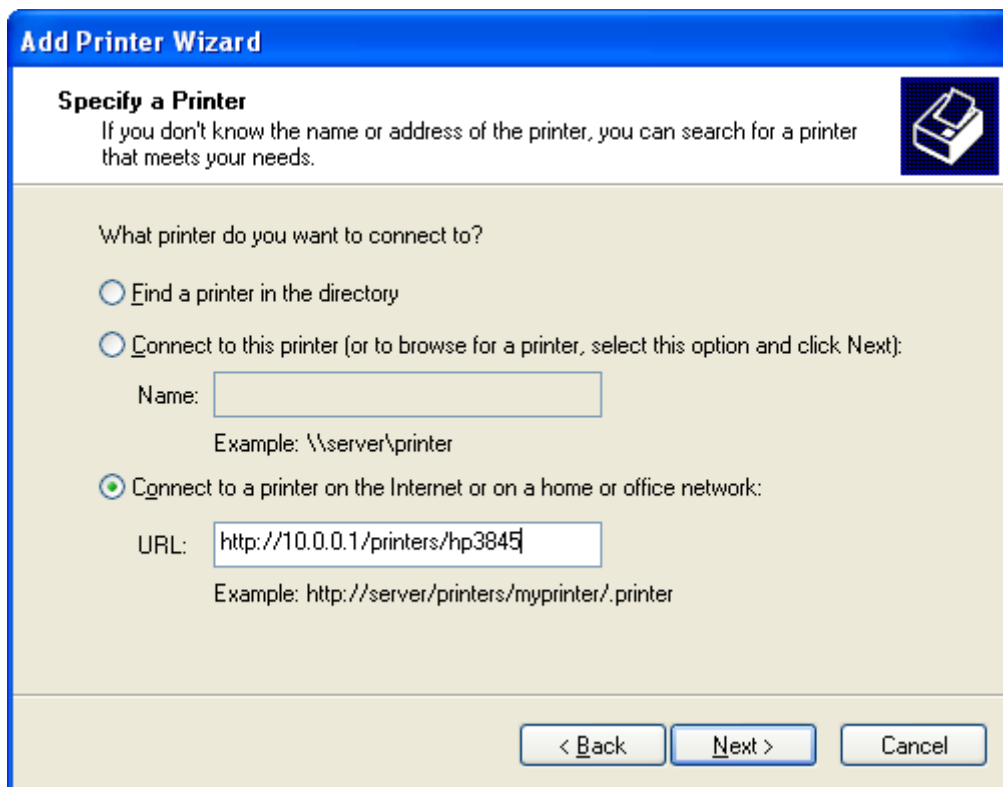 Add Printer Wizard
Specify a Printer
If you don't know the name or address of the printer, you can search for a printer
that meets your needs.
What printer do you want to connect to?
Find a printer in the directory
Connect to this printer (or to browse for a printer, select this option and click Next):
Name:
Example: \\server\printer
Connect to a printer on the Internet or on a home or office network:
URL: http://10.0.0.1/printers/hp3845
Example: http://server/printers/myprinter/.printer
< Back Next > Cancel